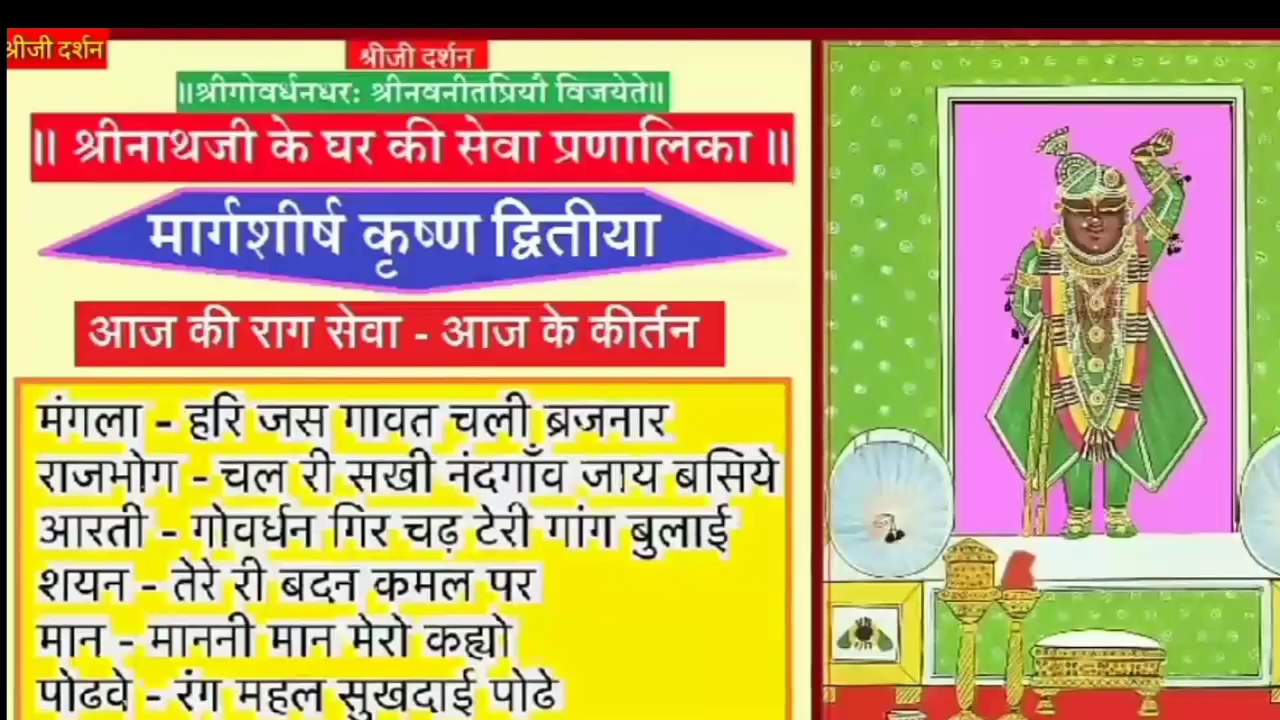 श्रीजी दर्शन
श्रीजी दर्शन
॥श्रीगोवर्धनधरः श्रीनवनीतप्रियौ विजयेते॥
॥ श्रीनाथजी के घर की सेवा प्रणालिका ॥
मार्गशीर्ष कृष्ण द्वितीया
आज की राग सेवा - आज के कीर्तन
मंगला - हरि जस गावत चली ब्रजनार
राजभोग - चल री सखी नंदगाँव जाय बसिये
आरती - गोवर्धन गिर चढ़ टेरी गांग बुलाई
शयन - तेरे री बदन कमल पर
मान - माननी मान मेरो कह्यो
पोढवे - रंग महल सुखदाई पोढे